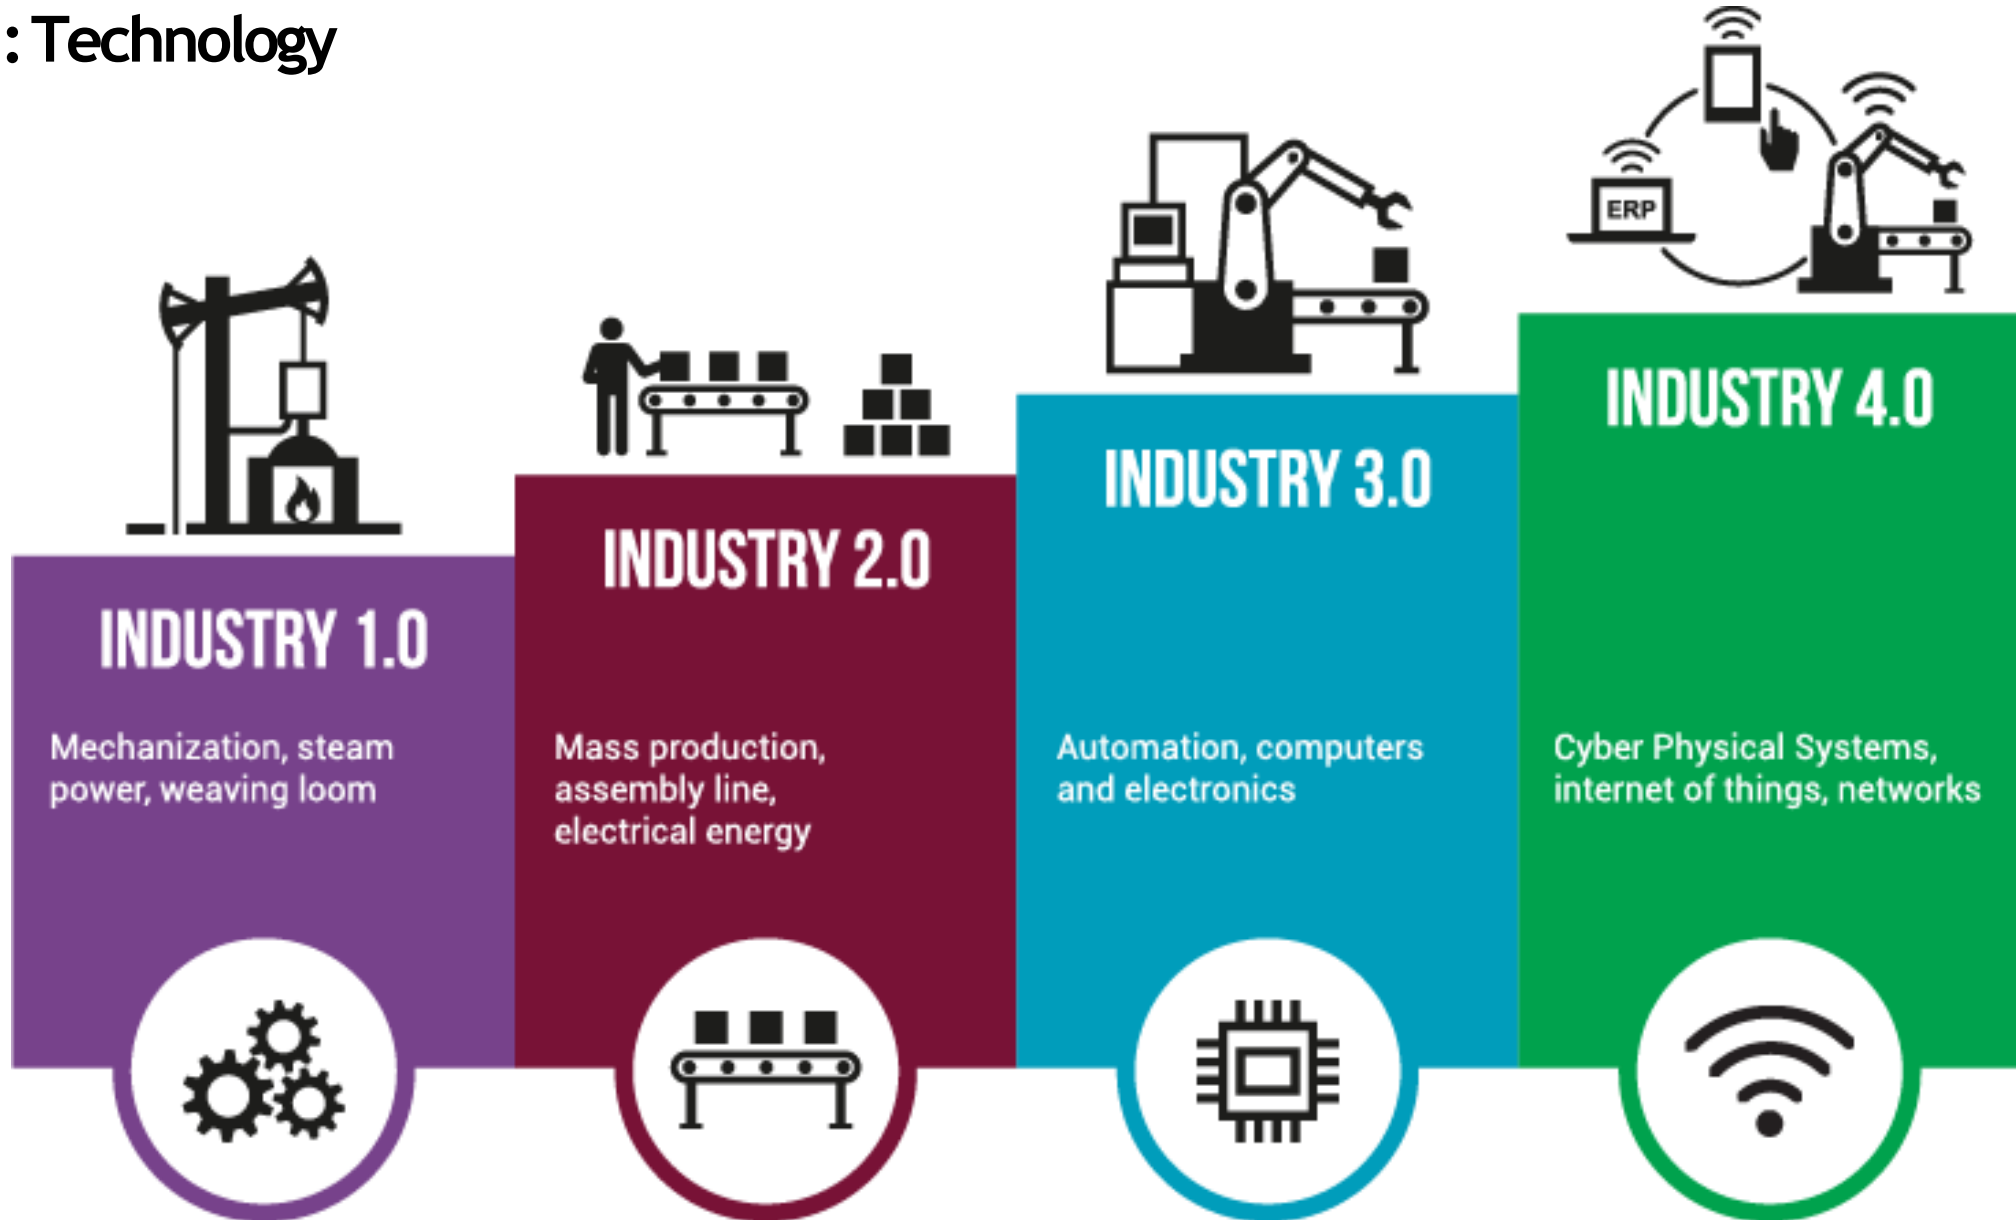 : Technology
ERP
INDUSTRY 1.0
Mechanization, steam
power, weaving loom
INDUSTRY 2.0
Mass production,
assembly line,
electrical energy
INDUSTRY 3.0
Automation, computers
and electronics
INDUSTRY 4.0
Cyber Physical Systems,
internet of things, networks